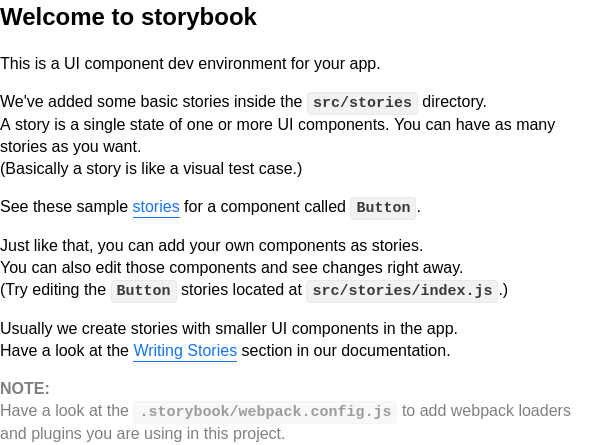 Welcome to storybook
This is a UI component dev environment for your app.
We've added some basic stories inside the src/stories directory.
A story is a single state of one or more UI components. You can have as many
stories as you want.
(Basically a story is like a visual test case.)
See these sample stories for a component called Button.
Just like that, you can add your own components as stories.
You can also edit those components and see changes right away.
(Try editing the Button stories located at src/stories/index.js.)
Usually we create stories with smaller UI components in the app.
Have a look at the Writing Stories section in our documentation.
NOTE:
Have a look at the .storybook/webpack.config.js to add webpack loaders
and plugins you are using in this project.